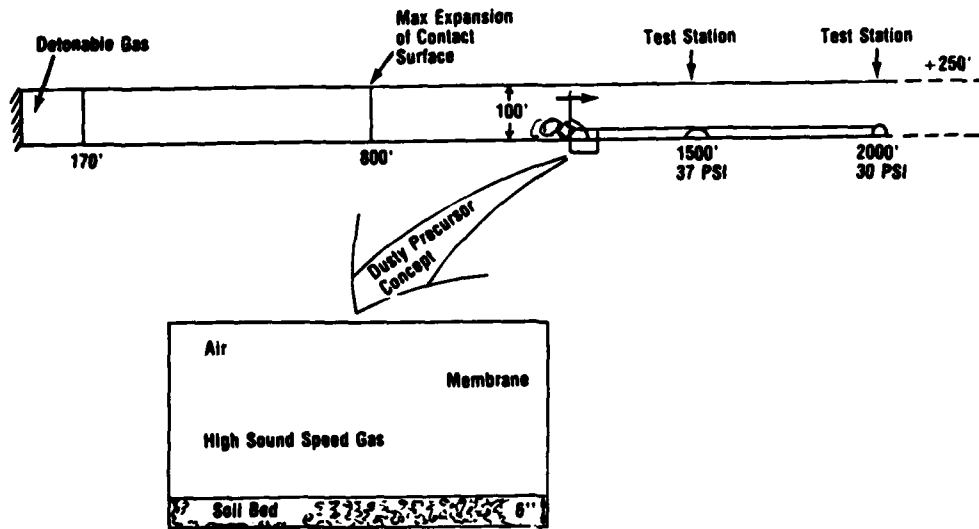 Detonable Gas
Max Expansion
of Contact
Surface
Test Station
Test Station
+250'
100'
170'
800'
1500'
37 PSI
2000'
30 PSI
Dusty Precursor
Concept
Air
Membrane
High Sound Speed Gas
Soil Bed
6"